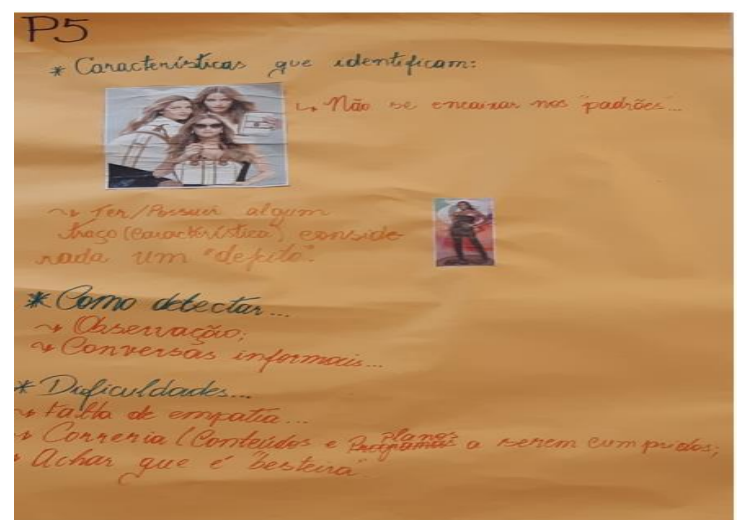 P5
* Características que identificam:
↳ Não se encaixar nos "padrões"...
↝ Ter/Possuir algum
traço (característica) conside
rada um "defeito".
* Como detectar...
↝ Observação;
↝ Conversas informais...
* Dificuldades...
↝ Falta de empatia...
↝ Correria (Conteúdos e planos a serem cumpridos;
↝ Achar que é "besteira".